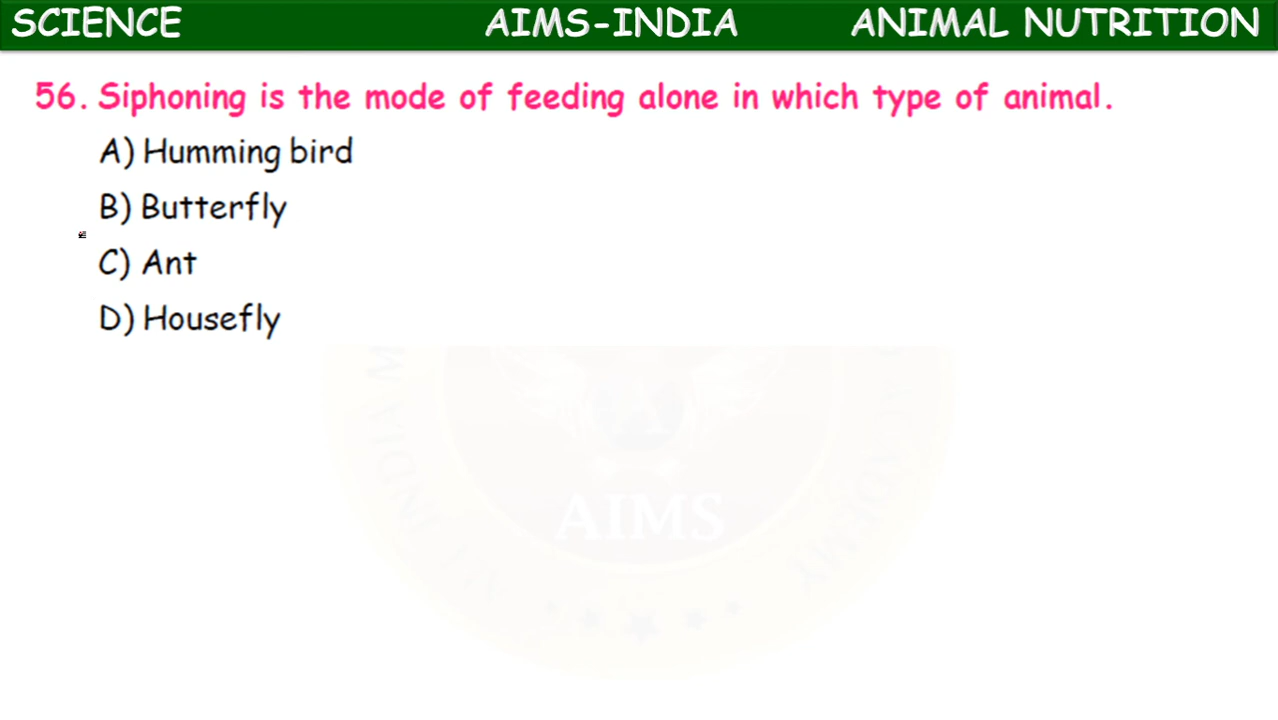 SCIENCE AIMS-INDIA ANIMAL NUTRITION
56. Siphoning is the mode of feeding alone in which type of animal.
A) Humming bird
B) Butterfly
C) Ant
D) Housefly
AIMS